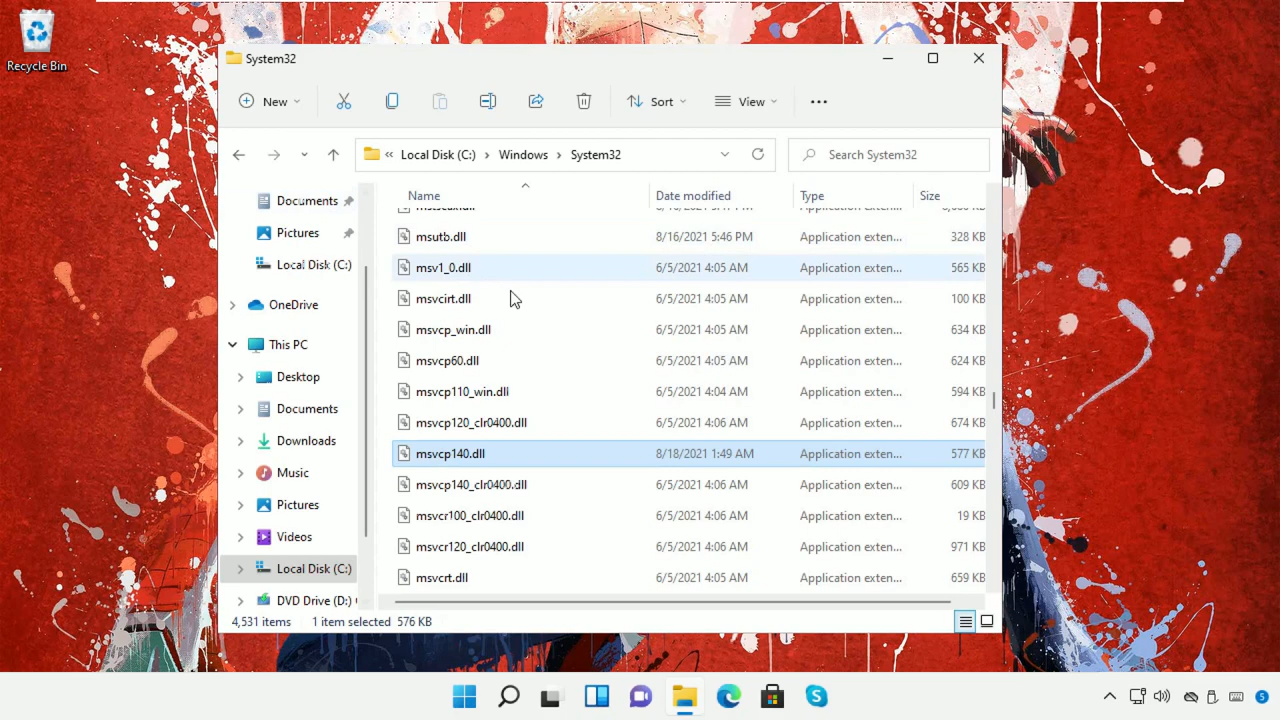 Recycle Bin
System32
New
Sort
View
Local Disk (C:)
Windows
System32
Search System32
Name
Date modified
Type
Size
Documents
Pictures
Local Disk (C:)
OneDrive
This PC
Desktop
Documents
Downloads
Music
Pictures
Videos
Local Disk (C:)
DVD Drive (D:)
msutb.dll 8/16/2021 5:46 PM Application exten... 328 KB
msv1_0.dll 6/5/2021 4:05 AM Application exten... 565 KB
msvcirt.dll 6/5/2021 4:05 AM Application exten... 100 KB
msvcp_win.dll 6/5/2021 4:05 AM Application exten... 634 KB
msvcp60.dll 6/5/2021 4:05 AM Application exten... 624 KB
msvcp110_win.dll 6/5/2021 4:04 AM Application exten... 594 KB
msvcp120_clr0400.dll 6/5/2021 4:06 AM Application exten... 674 KB
msvcp140.dll 8/18/2021 1:49 AM Application exten... 577 KB
msvcp140_clr0400.dll 6/5/2021 4:06 AM Application exten... 609 KB
msvcr100_clr0400.dll 6/5/2021 4:06 AM Application exten... 19 KB
msvcr120_clr0400.dll 6/5/2021 4:06 AM Application exten... 971 KB
msvcrt.dll 6/5/2021 4:05 AM Application exten... 659 KB
4,531 items 1 item selected 576 KB
5